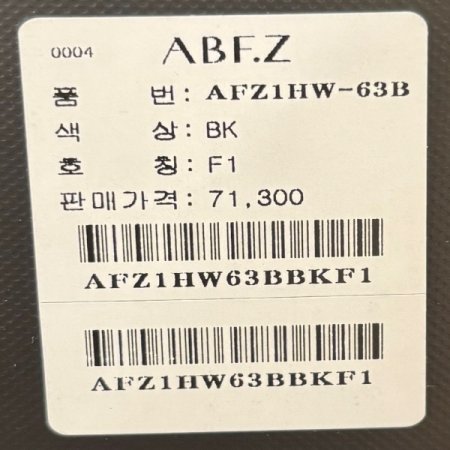 0004 ABF.Z
품 번: AFZ1HW-63B
색 상: BK
호 칭: F1
판매가격: 71,300
AFZ1HW63BBKF1
AFZ1HW63BBKF1